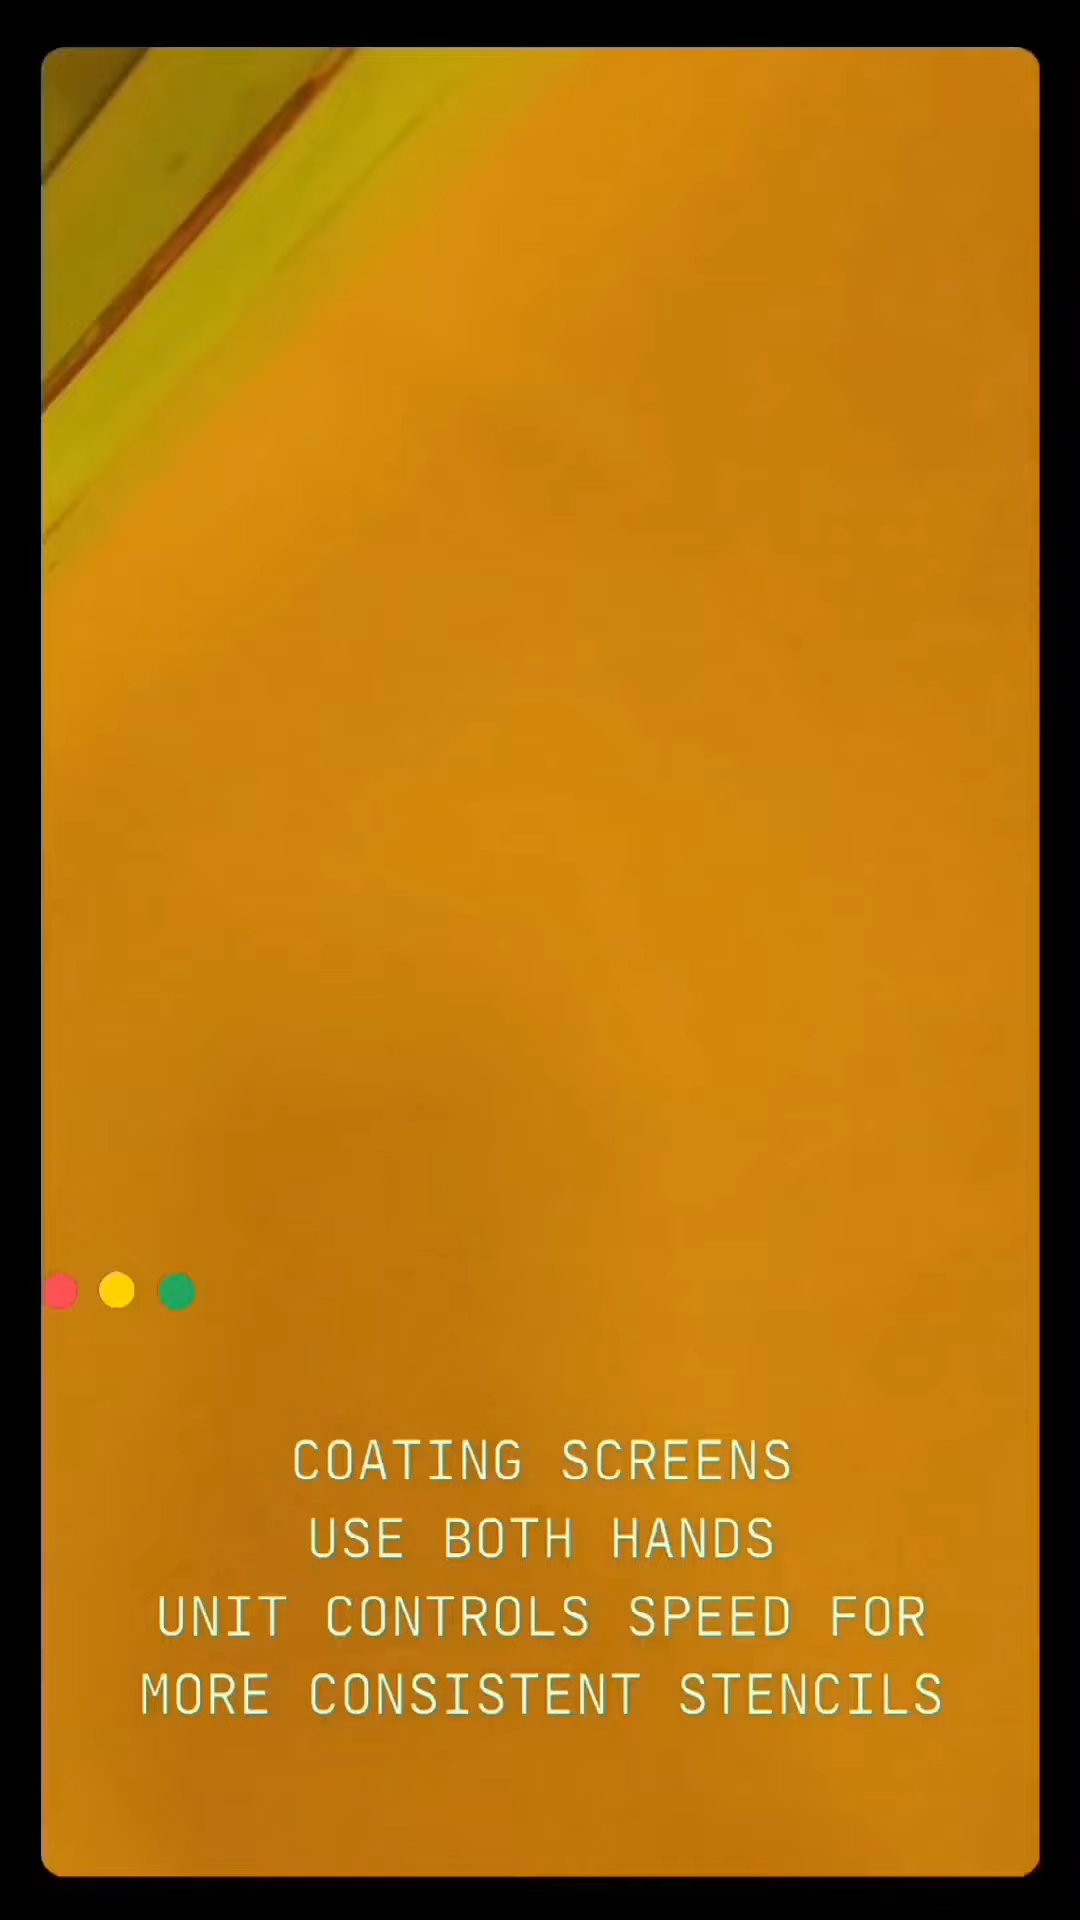 COATING SCREENS
USE BOTH HANDS
UNIT CONTROLS SPEED FOR
MORE CONSISTENT STENCILS